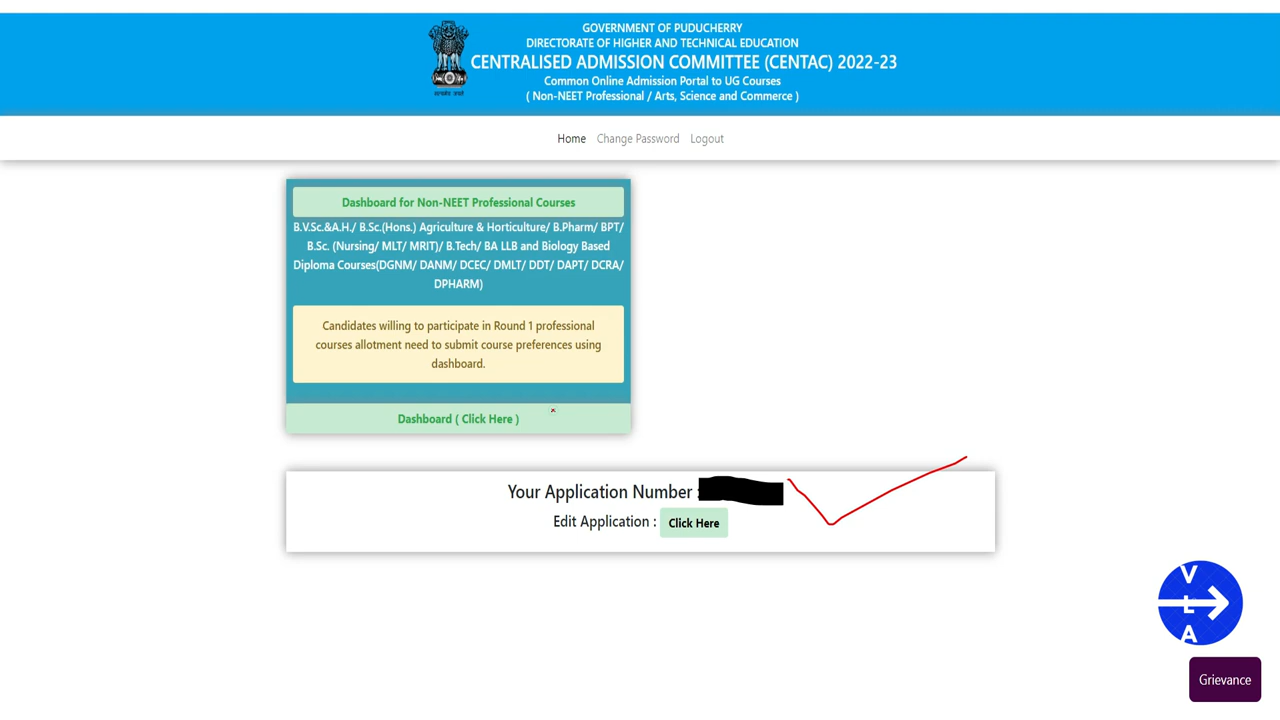 GOVERNMENT OF PUDUCHERRY
DIRECTORATE OF HIGHER AND TECHNICAL EDUCATION
CENTRALISED ADMISSION COMMITTEE (CENTAC) 2022-23
Common Online Admission Portal to UG Courses
( Non-NEET Professional / Arts, Science and Commerce )
Home Change Password Logout
Dashboard for Non-NEET Professional Courses
B.V.Sc.&A.H./ B.Sc.(Hons.) Agriculture & Horticulture/ B.Pharm/ BPT/
B.Sc. (Nursing/ MLT/ MRIT)/ B.Tech/ BA LLB and Biology Based
Diploma Courses(DGNM/ DANM/ DCEC/ DMLT/ DDT/ DAPT/ DCRA/
DPHARM)
Candidates willing to participate in Round 1 professional
courses allotment need to submit course preferences using
dashboard.
Dashboard ( Click Here )
Your Application Number :
Edit Application : Click Here
V
L
A
Grievance